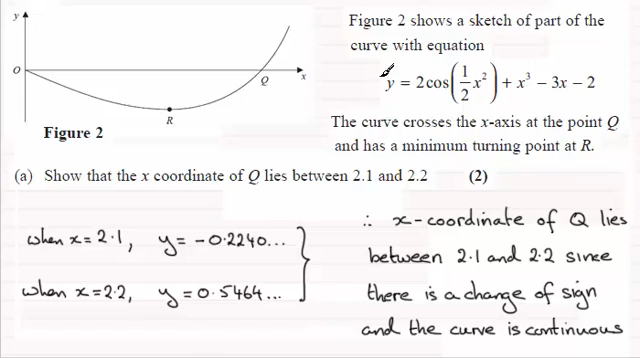 y
O
x
Q
R
Figure 2
Figure 2 shows a sketch of part of the
curve with equation
y = 2cos(1/2 x²) + x³ − 3x − 2
The curve crosses the x-axis at the point Q
and has a minimum turning point at R.
(a) Show that the x coordinate of Q lies between 2.1 and 2.2 (2)
when x = 2.1, y = -0.2240...
when x = 2.2, y = 0.5464...
∴ x-coordinate of Q lies
between 2.1 and 2.2 since
there is a change of sign
and the curve is continuous